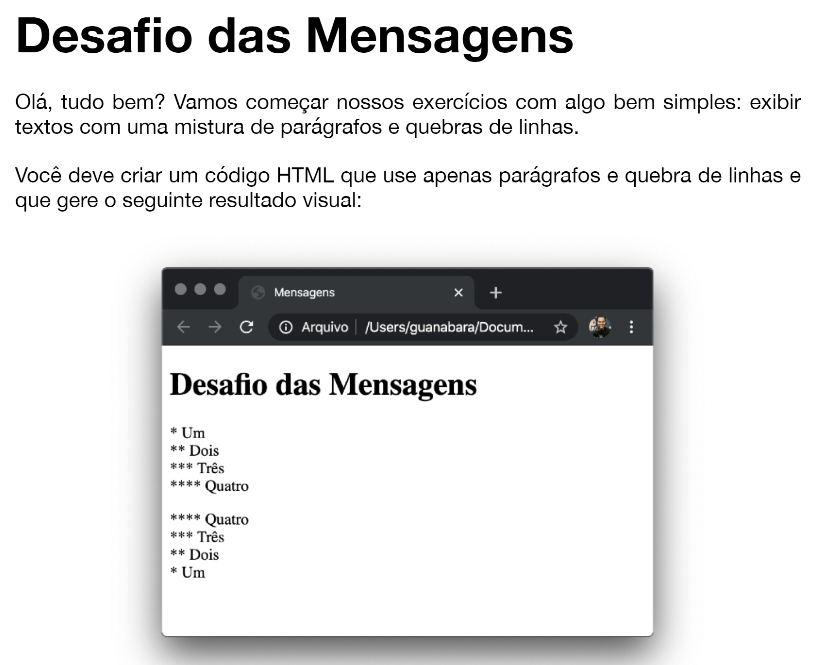 Desafio das Mensagens
Olá, tudo bem? Vamos começar nossos exercícios com algo bem simples: exibir
textos com uma mistura de parágrafos e quebras de linhas.
Você deve criar um código HTML que use apenas parágrafos e quebra de linhas e
que gere o seguinte resultado visual:
Mensagens
Arquivo | /Users/guanabara/Docum...
Desafio das Mensagens
* Um
** Dois
*** Três
**** Quatro
**** Quatro
*** Três
** Dois
* Um